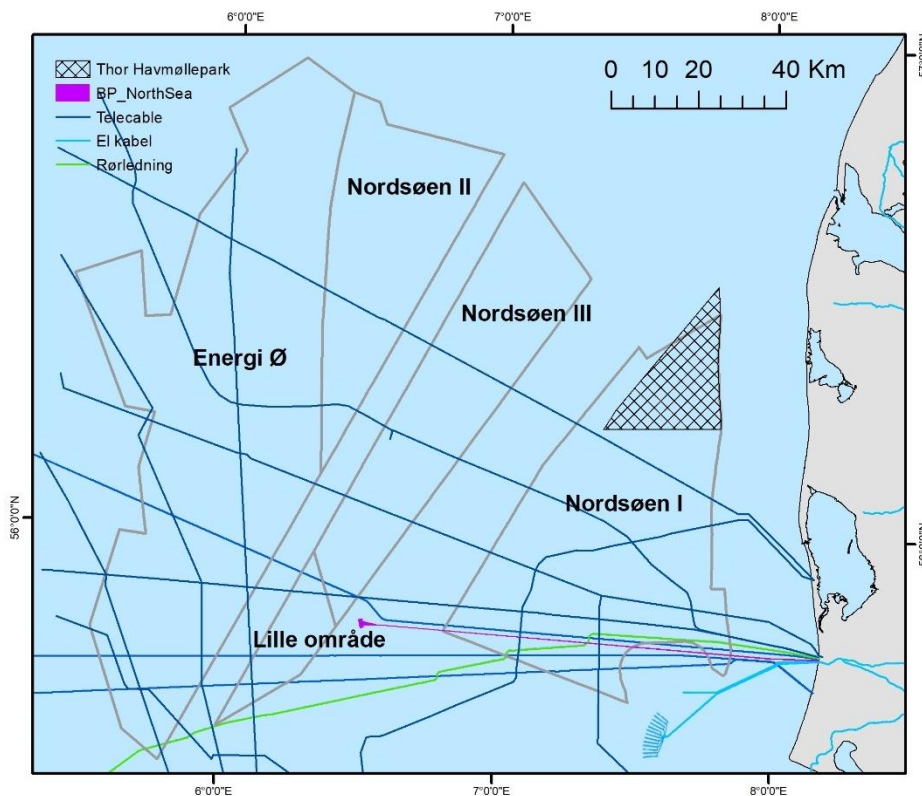 6°0'0"E 7°0'0"E 8°0'0"E
Thor Havmøllepark
BP_NorthSea
Telecable
El kabel
Rørledning
0 10 20 40 Km
Nordsøen II
Nordsøen III
Energi Ø
Nordsøen I
56°0'0"N
Lille område
6°0'0"E 7°0'0"E 8°0'0"E